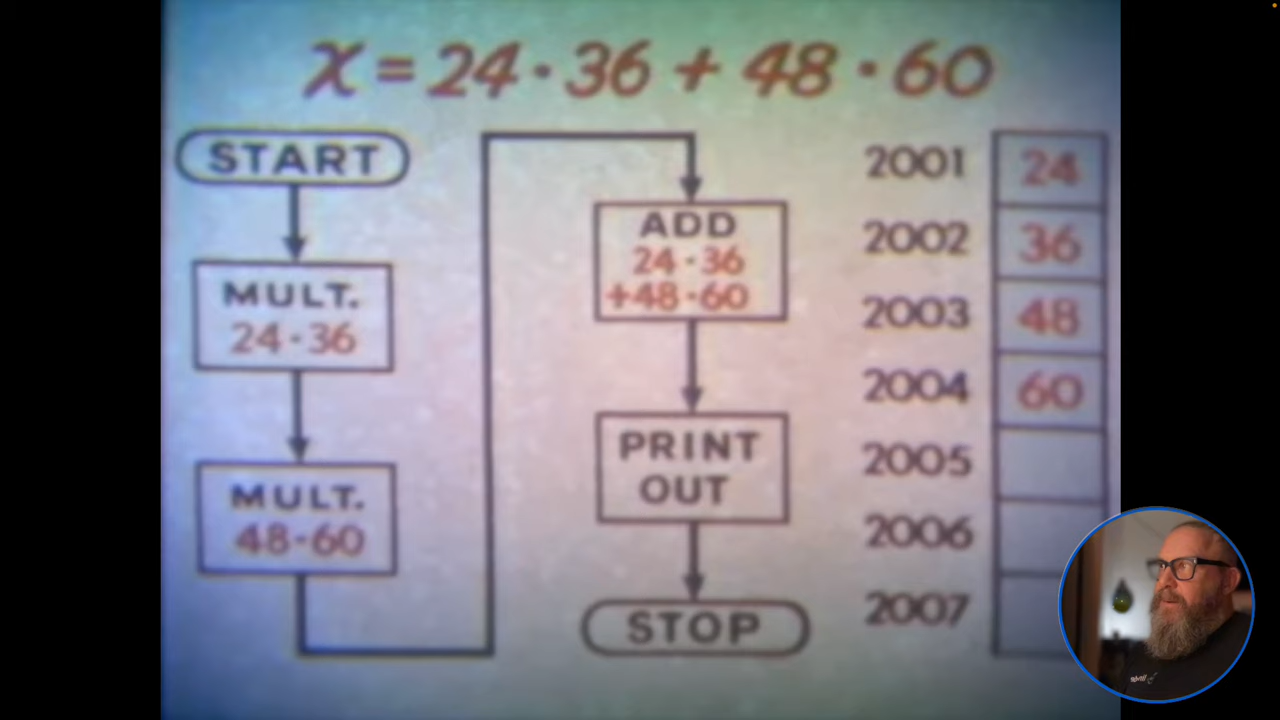 x = 24 · 36 + 48 · 60
START
MULT.
24 · 36
MULT.
48 · 60
ADD
24 · 36
+48 · 60
PRINT
OUT
STOP
2001 24
2002 36
2003 48
2004 60
2005
2006
2007